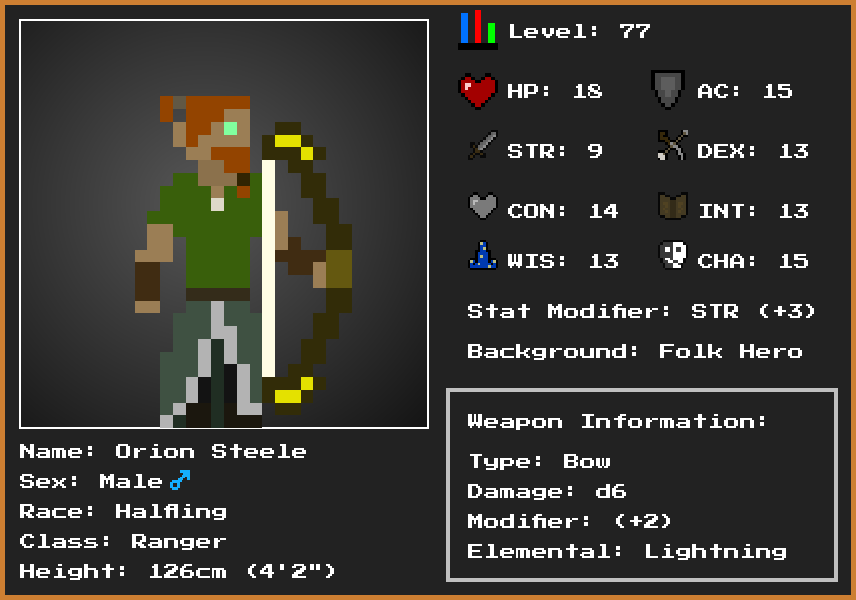 Level: 77
HP: 18 AC: 15
STR: 9 DEX: 13
CON: 14 INT: 13
WIS: 13 CHA: 15
Stat Modifier: STR (+3)
Background: Folk Hero
Weapon Information:
Type: Bow
Damage: d6
Modifier: (+2)
Elemental: Lightning
Name: Orion Steele
Sex: Male ♂
Race: Halfling
Class: Ranger
Height: 126cm (4'2")